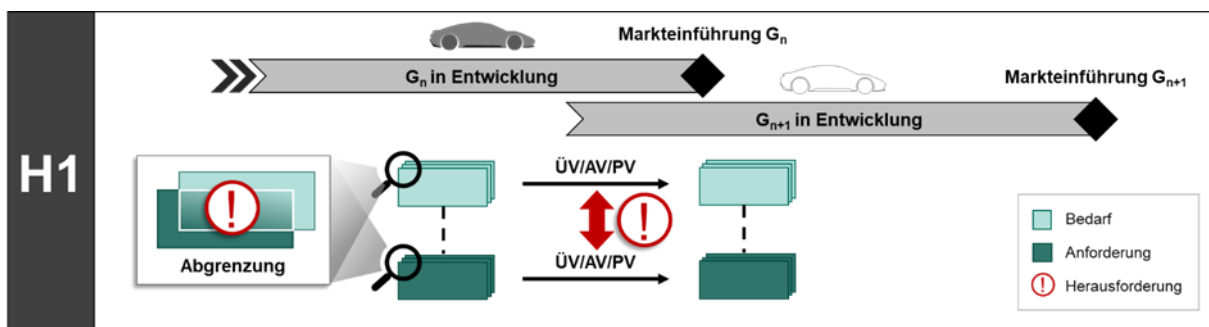 H1
Markteinführung Gn
Gn in Entwicklung
Markteinführung Gn+1
Gn+1 in Entwicklung
ÜV/AV/PV
Abgrenzung
ÜV/AV/PV
Bedarf
Anforderung
Herausforderung